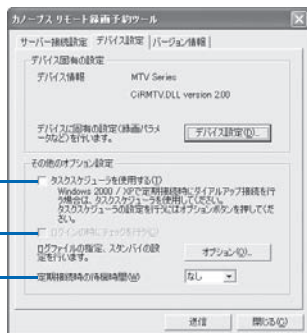 カノープス リモート録画予約ツール
サーバー接続設定 デバイス設定 バージョン情報
デバイス固有の設定
デバイス情報 MTV Series
CiRMTV.DLL version 2.00
デバイスに固有の設定(録画パラメ
ータなど)を行います。
デバイス設定(D)...
その他のオプション設定
タスクスケジューラを使用する(T)
Windows 2000 / XPで定期接続時にダイアルアップ接続を行
う場合は、タスクスケジューラを使用してください。
タスクスケジューラの設定を行うにはオプションボタンを押してくだ
さい。
ログインの時にチェックを行う(C)
ログファイルの指定、スタンバイの設
定を行います。
オプション(O)...
定期接続時の待機時間(W) なし
送信 閉じる(C)